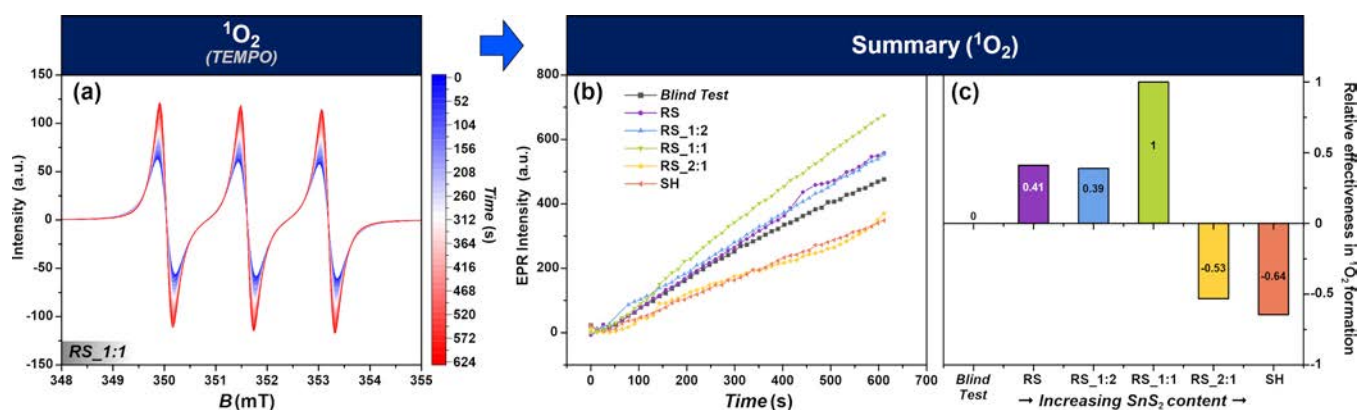 ¹O₂
(TEMPO)
Summary (¹O₂)
(a)
150
100
50
0
-50
-100
-150
Intensity (a.u.)
348
349
350
351
352
353
354
355
B (mT)
RS_1:1
0
52
104
156
208
260
312
364
416
468
520
572
624
Time (s)
(b)
800
700
600
500
400
300
200
100
0
-100
EPR Intensity (a.u.)
Blind Test
RS
RS_1:2
RS_1:1
RS_2:1
SH
0
100
200
300
400
500
600
700
Time (s)
(c)
0
0.41
0.39
1
-0.53
-0.64
1
0.5
0
-0.5
-1
Relative effectiveness in ¹O₂ formation
Blind
Test
RS
RS_1:2
RS_1:1
RS_2:1
SH
→ Increasing SnS₂ content →